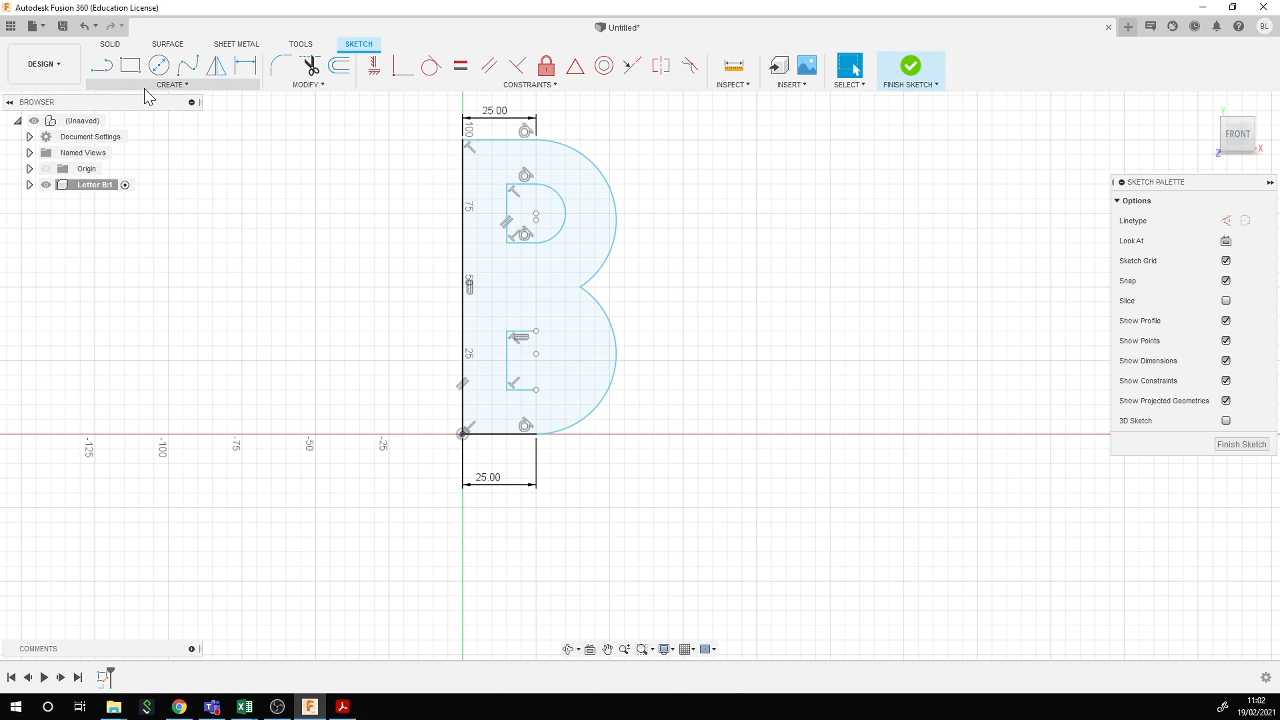 Autodesk Fusion 360 (Education License)
Untitled*
BL
DESIGN
SOLID
SURFACE
SHEET METAL
TOOLS
SKETCH
CREATE
MODIFY
CONSTRAINTS
INSPECT
INSERT
SELECT
FINISH SKETCH
BROWSER
(Unsaved)
Document Settings
Named Views
Origin
Letter B:1
25.00
100
75
50
25
25.00
-125
-100
-75
-50
-25
Y
FRONT
-X
Z
SKETCH PALETTE
Options
Linetype
Look At
Sketch Grid
Snap
Slice
Show Profile
Show Points
Show Dimensions
Show Constraints
Show Projected Geometries
3D Sketch
Finish Sketch
COMMENTS
11:02
19/02/2021